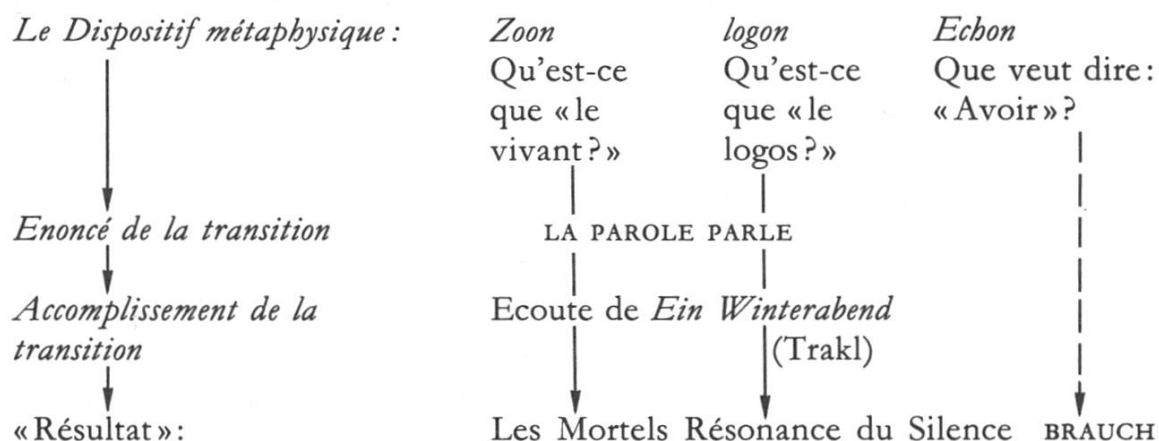 Le Dispositif métaphysique : Zoon logon Echon
Qu’est-ce Qu’est-ce Que veut dire :
que « le que « le « Avoir » ?
vivant ? » logos ? »
Enoncé de la transition LA PAROLE PARLE
Accomplissement de la Ecoute de Ein Winterabend
transition (Trakl)
« Résultat » : Les Mortels Résonance du Silence BRAUCH